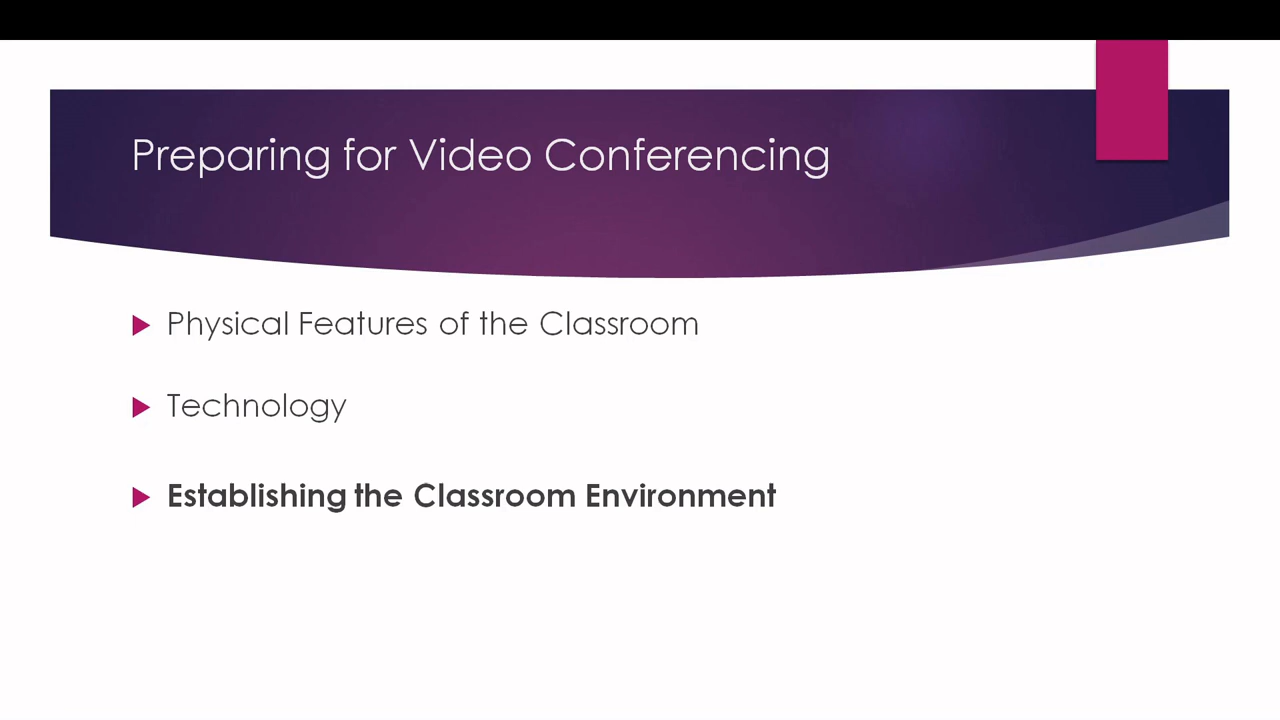 Preparing for Video Conferencing
Physical Features of the Classroom
Technology
Establishing the Classroom Environment